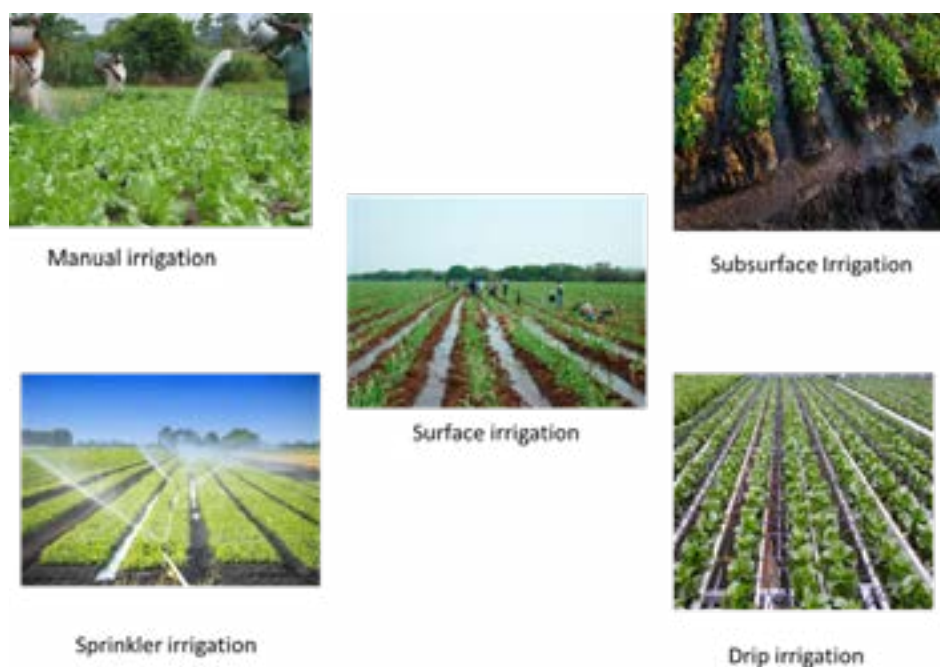 Manual irrigation
Subsurface Irrigation
Surface irrigation
Sprinkler irrigation
Drip irrigation